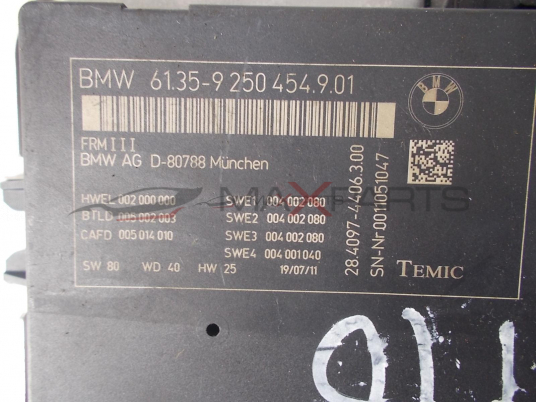 BMW 61.35-9 250 454.9.01
BMW
FRMIII
BMW AG D-80788 München
HWEL 002 000 000
BTLD 005 002 003
CAFD 005 014 010
SWE1 004 002 080
SWE2 004 002 080
SWE3 004 002 080
SWE4 004 001 040
SW 80 WD 40 HW 25 19/07/11
28.4097-4406.3.00
SN-Nr 0011051047
TEMIC
MAXPARTS